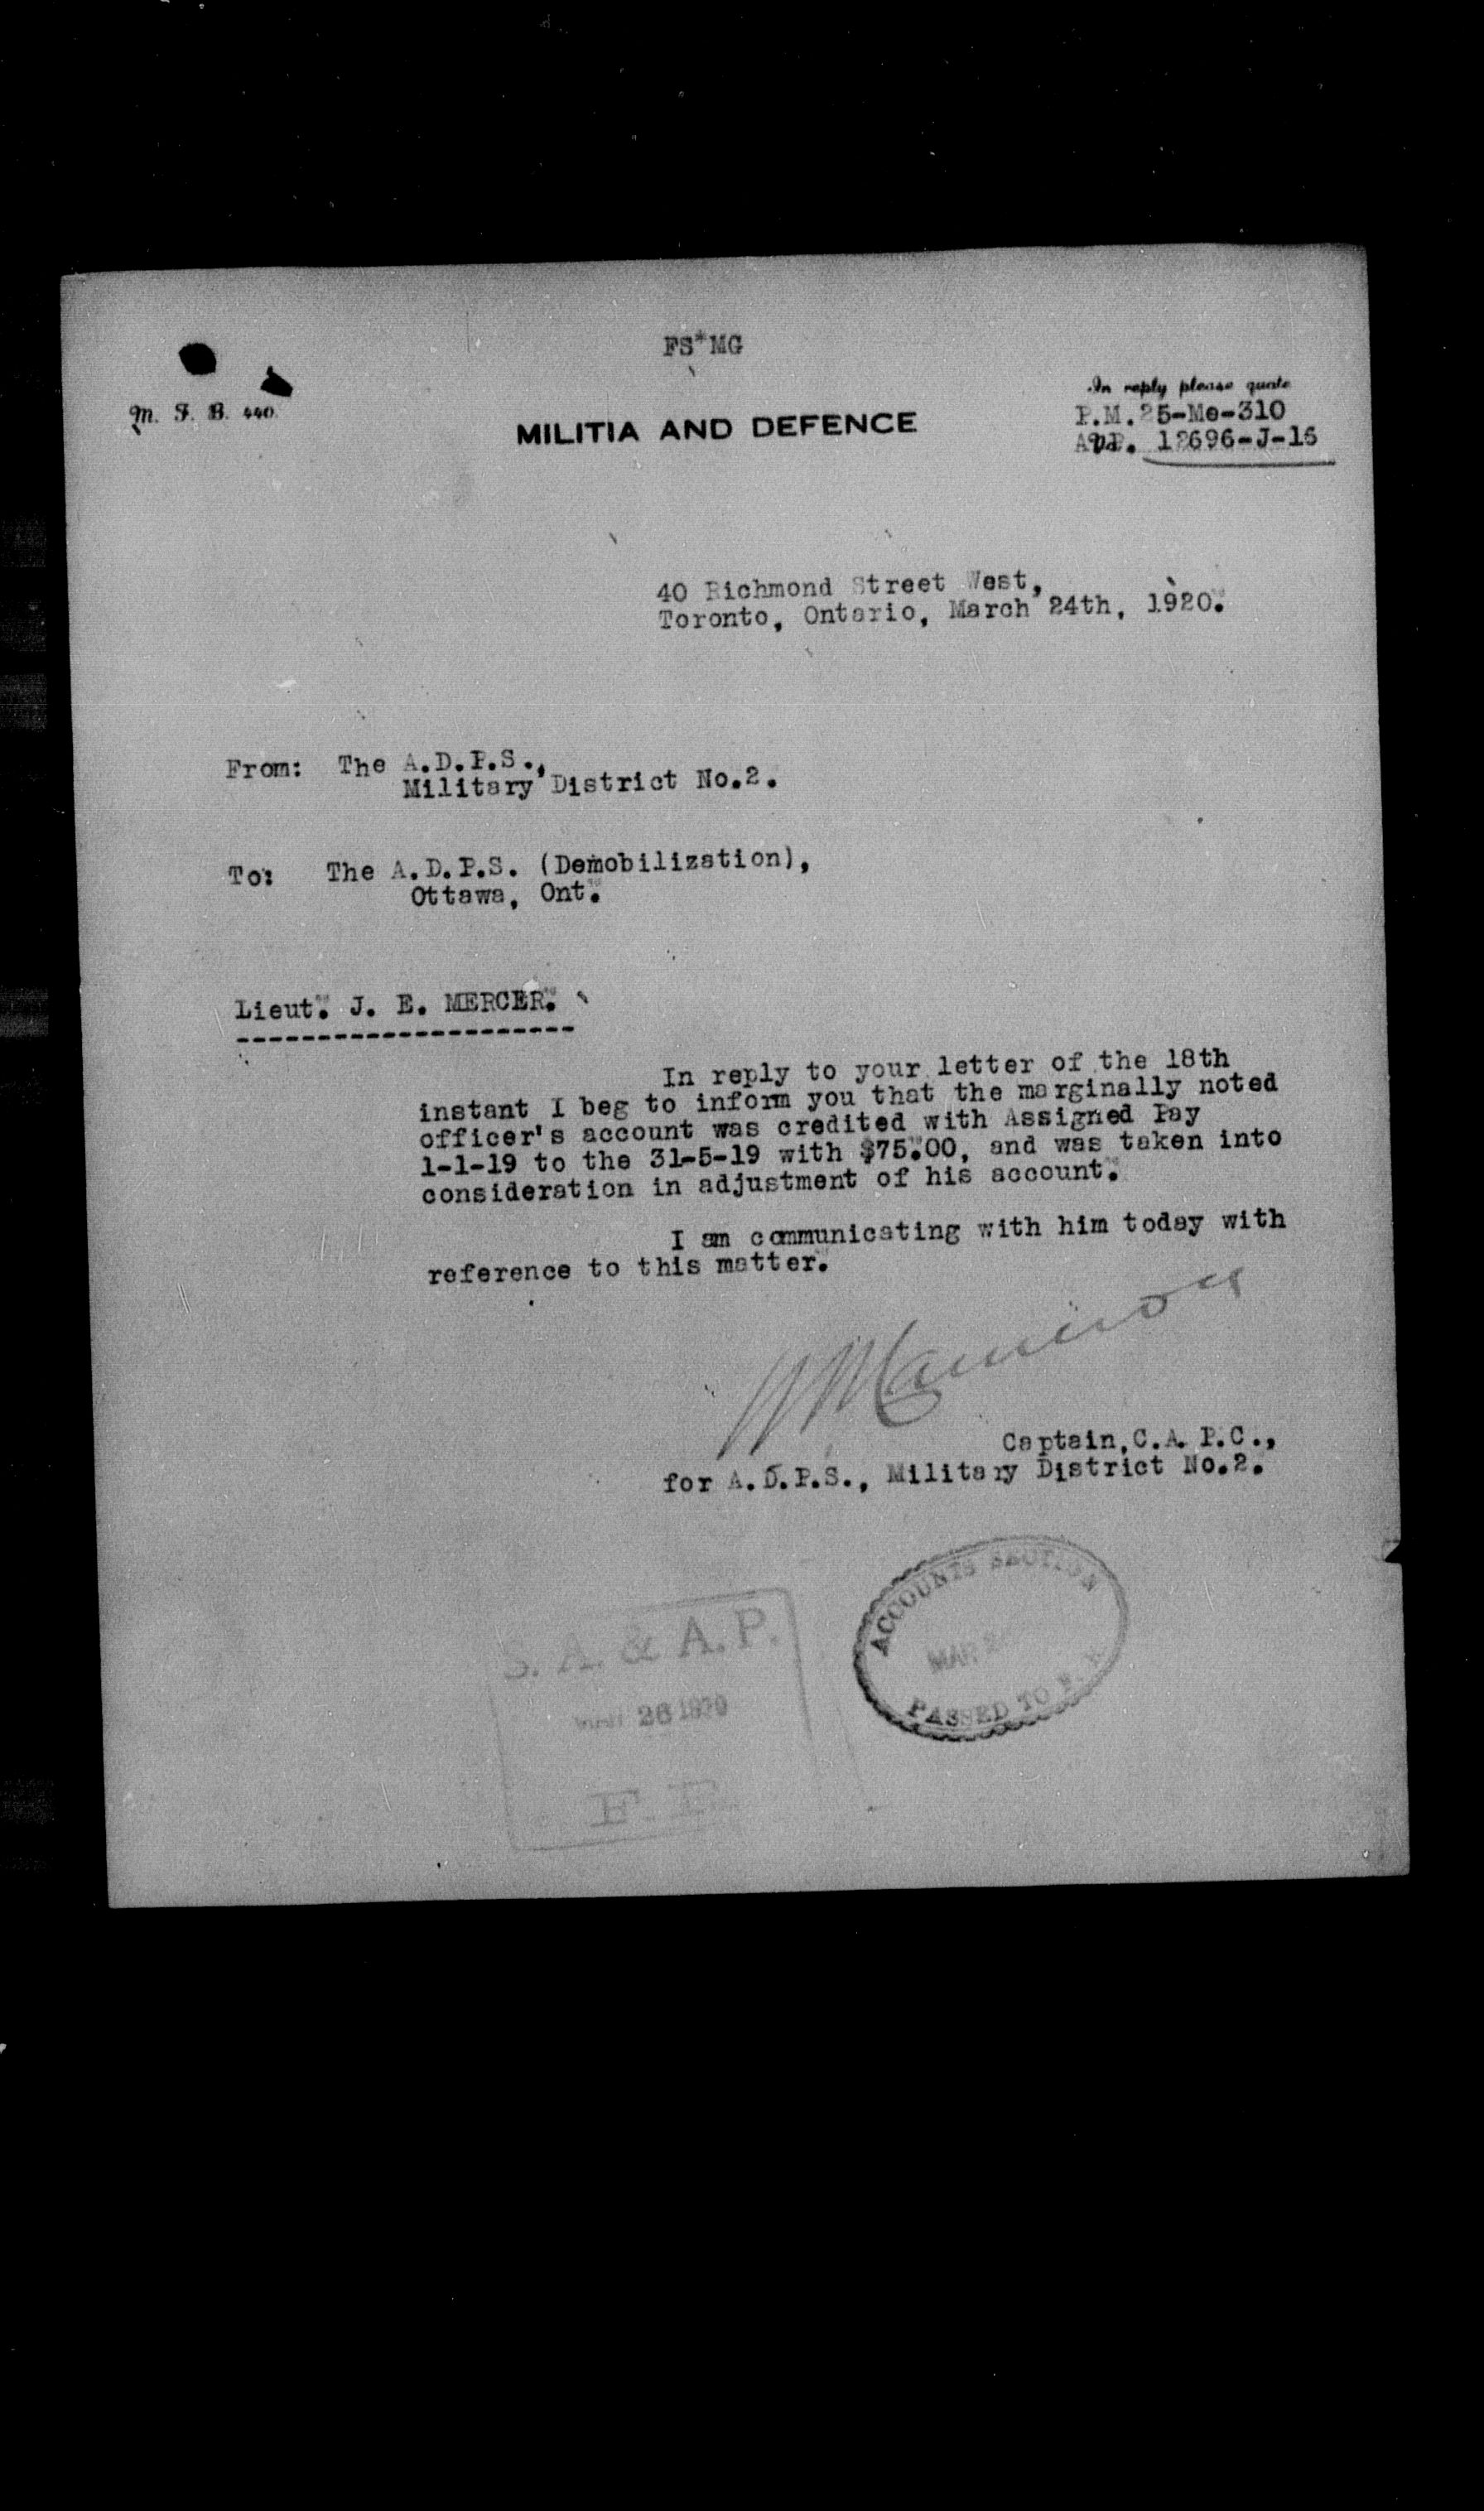 FS*MG
M. F. B. 440.
MILITIA AND DEFENCE
In reply please quote
P.M. 25-Me-310
12696-J-15
40 Richmond Street West,
Toronto, Ontario, March 24th, 1920.
From: The A.D.P.S.,
Military District No.2.
To: The A.D.P.S. (Demobilization),
Ottawa, Ont.
Lieut. J. E. MERCER.
In reply to your letter of the 18th
instant I beg to inform you that the marginally noted
officer's account was credited with Assigned Pay
1-1-19 to the 31-5-19 with $75.00, and was taken into
consideration in adjustment of his account.
I am communicating with him today with
reference to this matter.
Captain, C.A.P.C.,
for A.D.P.S., Military District No.2.
ACCOUNTS SECTION
MAR
PASSED TO
S. A. & A. P.
MAR 26 1920